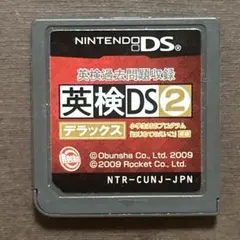 NINTENDO DS
英検過去問題収録
英検DS 2
デラックス
© Obunsha Co., Ltd. 2009
© 2009 Rocket Co., Ltd.
NTR-CUNJ-JPN